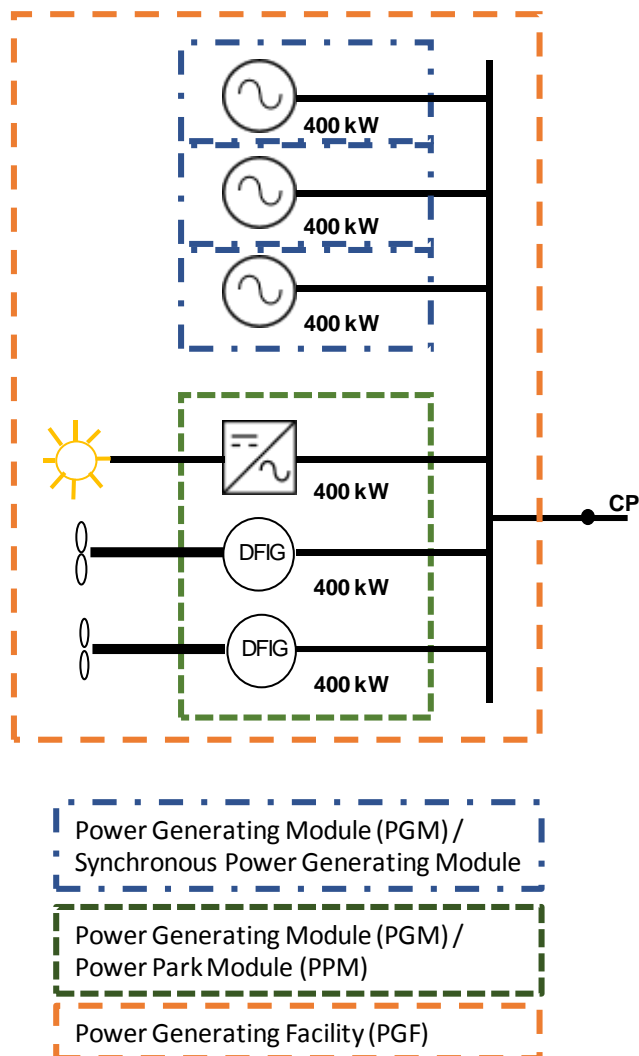 400 kW
400 kW
400 kW
400 kW
CP
DFIG
400 kW
DFIG
400 kW
Power Generating Module (PGM) /
Synchronous Power Generating Module
Power Generating Module (PGM) /
Power Park Module (PPM)
Power Generating Facility (PGF)